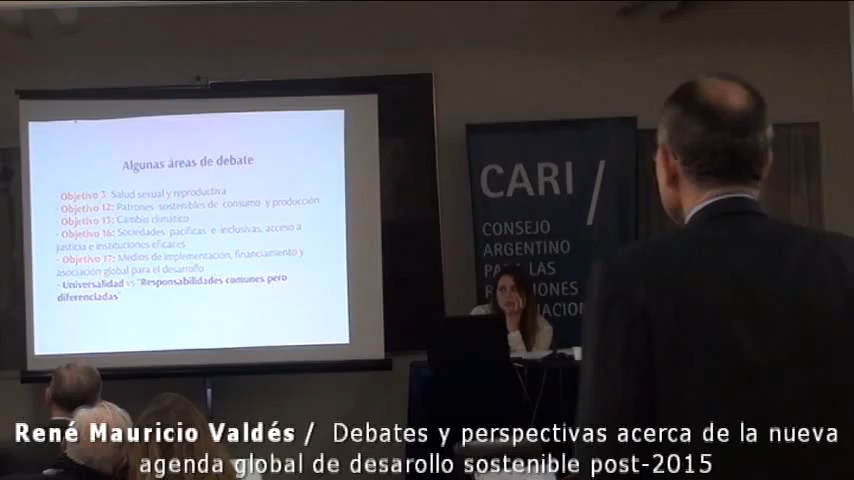 Algunas áreas de debate
- Objetivo 3: Salud sexual y reproductiva
- Objetivo 12: Patrones sostenibles de consumo y producción
- Objetivo 13: Cambio climático
- Objetivo 16: Sociedades pacíficas e inclusivas, acceso a
justicia e instituciones eficaces
- Objetivo 17: Medios de implementación, financiamiento y
asociación global para el desarrollo
- Universalidad vs "Responsabilidades comunes pero
diferenciadas"
CARI /
CONSEJO
ARGENTINO
PARA LAS
René Mauricio Valdés / Debates y perspectivas acerca de la nueva
agenda global de desarollo sostenible post-2015